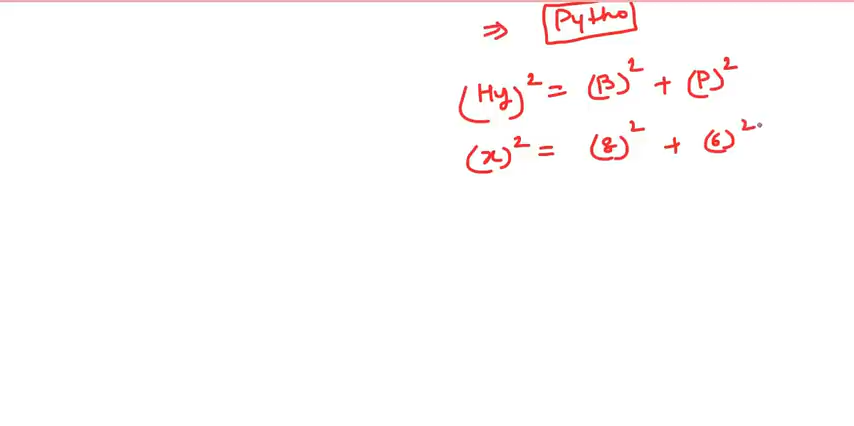 ⇒ Pytho
(Hy)² = (B)² + (P)²
(x)² = (8)² + (6)²